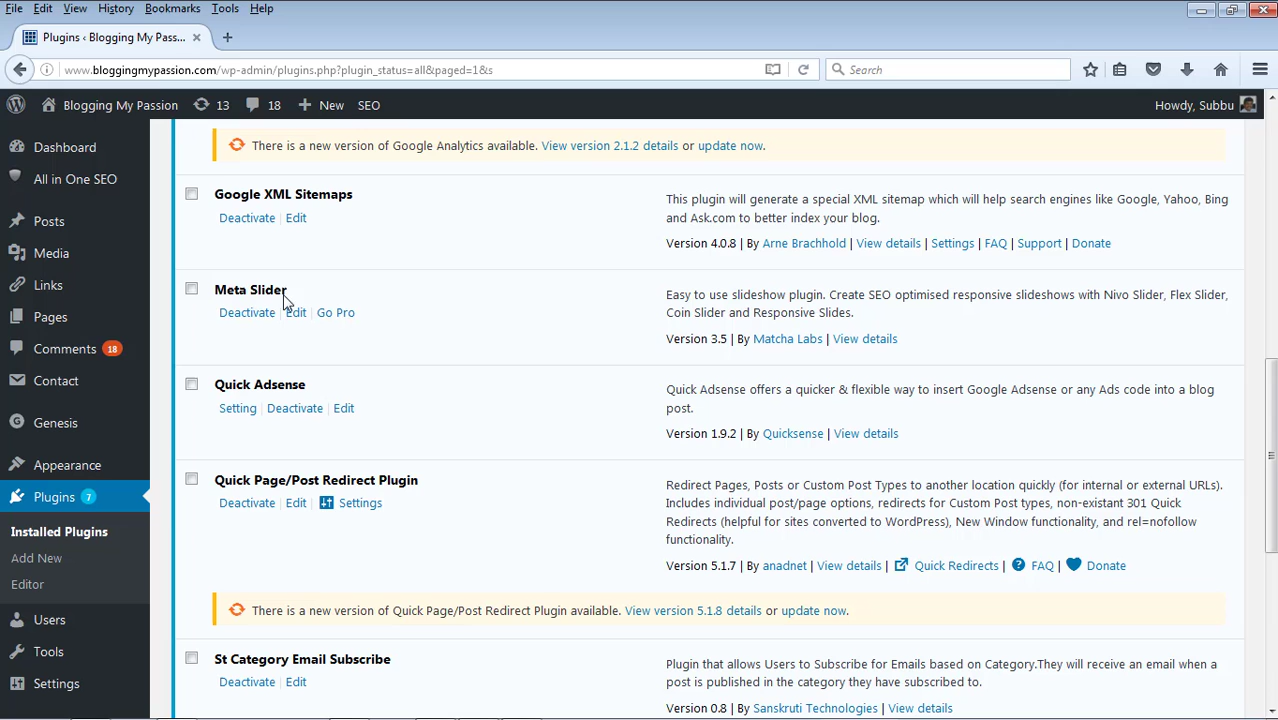 File Edit View History Bookmarks Tools Help
Plugins ‹ Blogging My Pass...
www.bloggingmypassion.com/wp-admin/plugins.php?plugin_status=all&paged=1&s
Search
Blogging My Passion 13 18 New SEO Howdy, Subbu
Dashboard
All in One SEO
Posts
Media
Links
Pages
Comments 18
Contact
Genesis
Appearance
Plugins 7
Installed Plugins
Add New
Editor
Users
Tools
Settings
There is a new version of Google Analytics available. View version 2.1.2 details or update now.
Google XML Sitemaps
Deactivate | Edit
This plugin will generate a special XML sitemap which will help search engines like Google, Yahoo, Bing
and Ask.com to better index your blog.
Version 4.0.8 | By Arne Brachhold | View details | Settings | FAQ | Support | Donate
Meta Slider
Deactivate | Edit | Go Pro
Easy to use slideshow plugin. Create SEO optimised responsive slideshows with Nivo Slider, Flex Slider,
Coin Slider and Responsive Slides.
Version 3.5 | By Matcha Labs | View details
Quick Adsense
Setting | Deactivate | Edit
Quick Adsense offers a quicker & flexible way to insert Google Adsense or any Ads code into a blog
post.
Version 1.9.2 | By Quicksense | View details
Quick Page/Post Redirect Plugin
Deactivate | Edit | Settings
Redirect Pages, Posts or Custom Post Types to another location quickly (for internal or external URLs).
Includes individual post/page options, redirects for Custom Post types, non-existant 301 Quick
Redirects (helpful for sites converted to WordPress), New Window functionality, and rel=nofollow
functionality.
Version 5.1.7 | By anadnet | View details | Quick Redirects | FAQ | Donate
There is a new version of Quick Page/Post Redirect Plugin available. View version 5.1.8 details or update now.
St Category Email Subscribe
Deactivate | Edit
Plugin that allows Users to Subscribe for Emails based on Category.They will receive an email when a
post is published in the category they have subscribed to.
Version 0.8 | By Sanskruti Technologies | View details